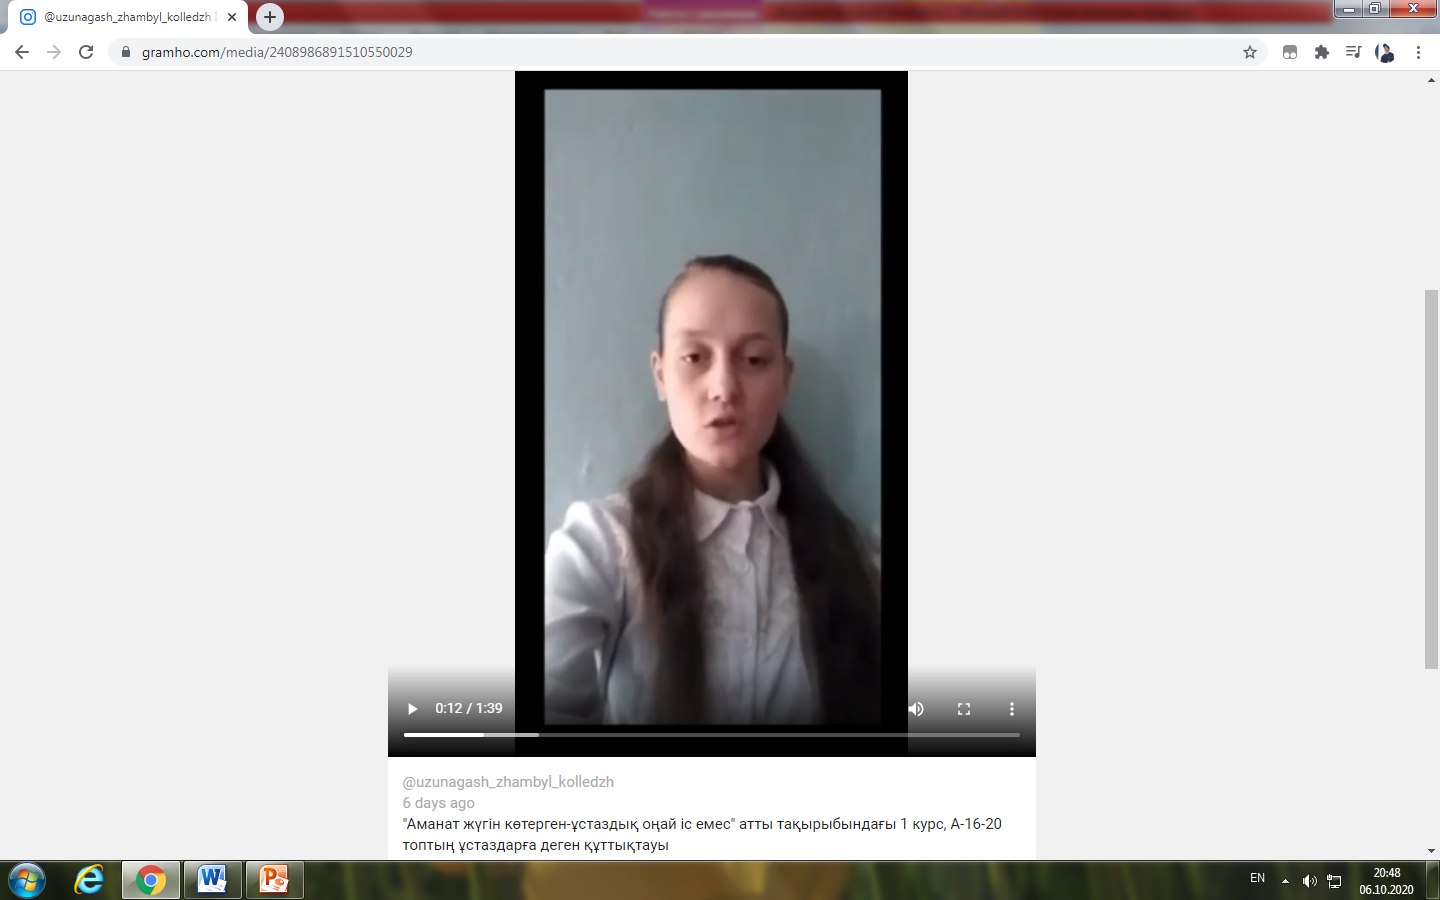 @uzunagash_zhambyl_kolledzh I
gramho.com/media/2408986891510550029
0:12 / 1:39
@uzunagash_zhambyl_kolledzh
6 days ago
"Аманат жүгін көтерген-ұстаздық оңай іс емес" атты тақырыбындағы 1 курс, А-16-20
топтың ұстаздарға деген құттықтауы
EN
20:48
06.10.2020